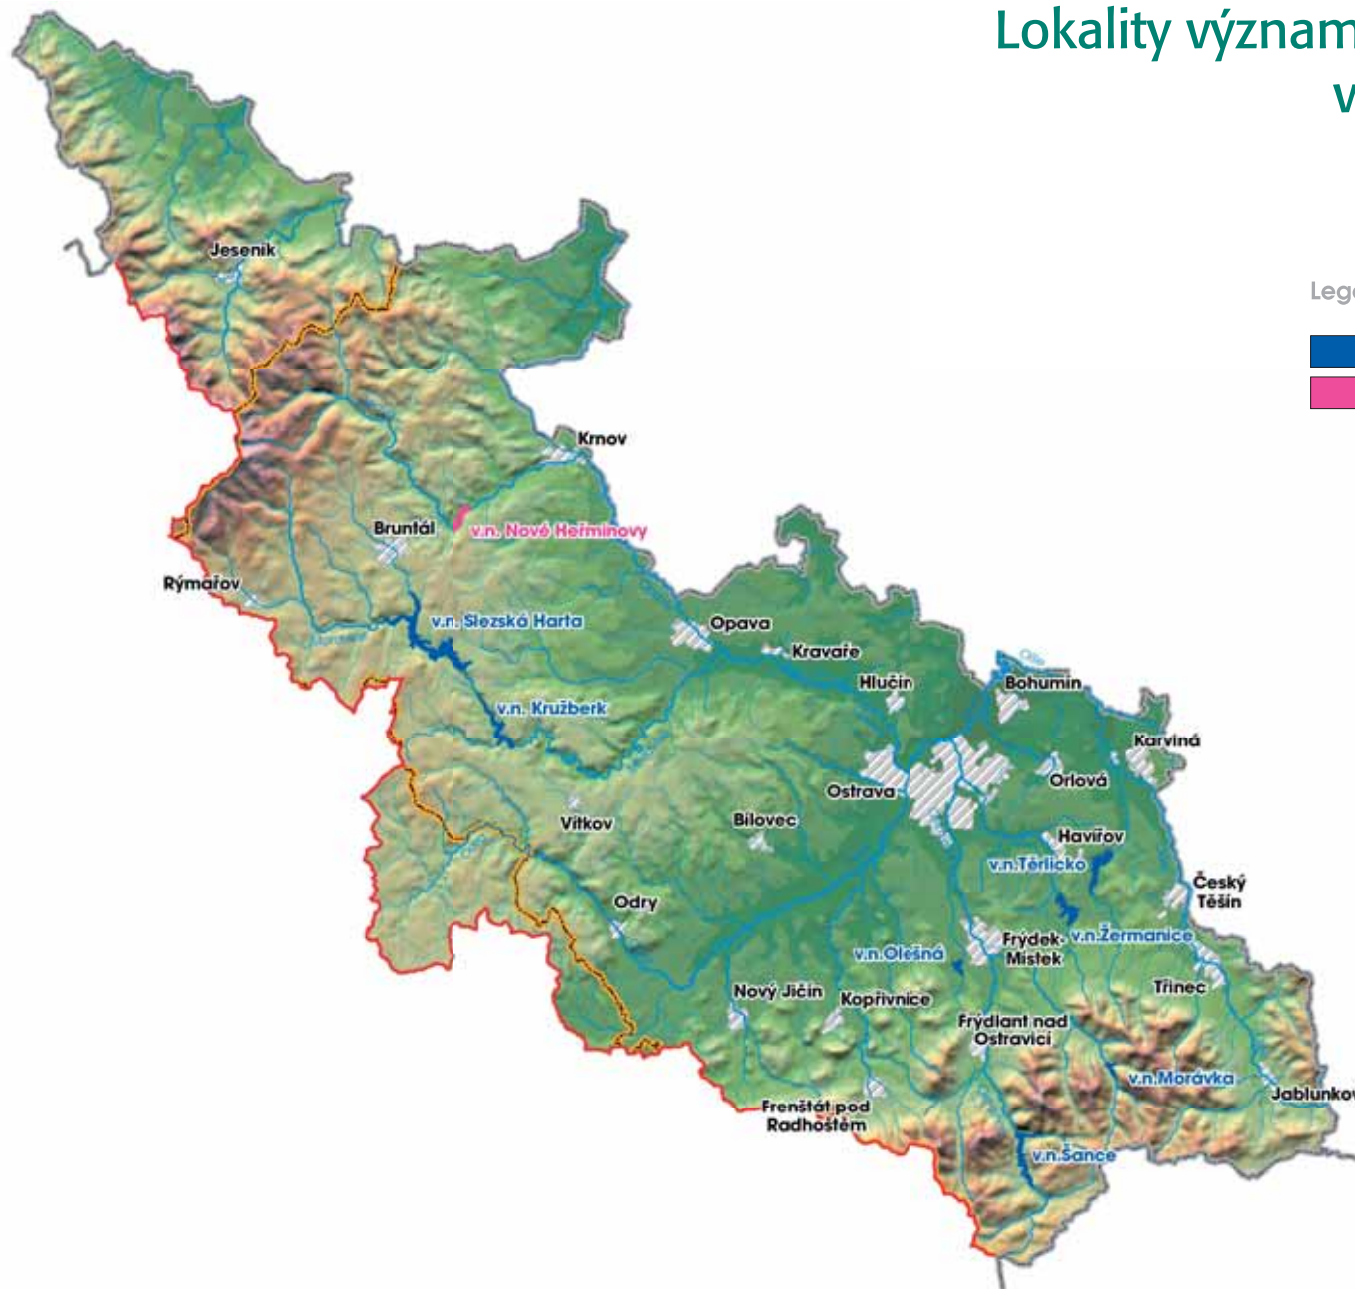 Lokality význam
v
Lege
Jeseník
Krnov
Bruntál
v.n. Nové Heřminovy
Rýmařov
v.n. Slezská Harta
Opava
Kravaře
Hlučín
Bohumín
v.n. Kružberk
Karviná
Ostrava
Orlová
Vítkov
Bílovec
Havířov
v.n.Těrlicko
Český
Těšín
Odry
Frýdek-
Místek
v.n.Žermanice
v.n.Olešná
Nový Jičín
Kopřivnice
Třinec
Frýdlant nad
Ostravicí
v.n.Morávka
Jablunkov
Frenštát pod
Radhoštěm
v.n.Šance